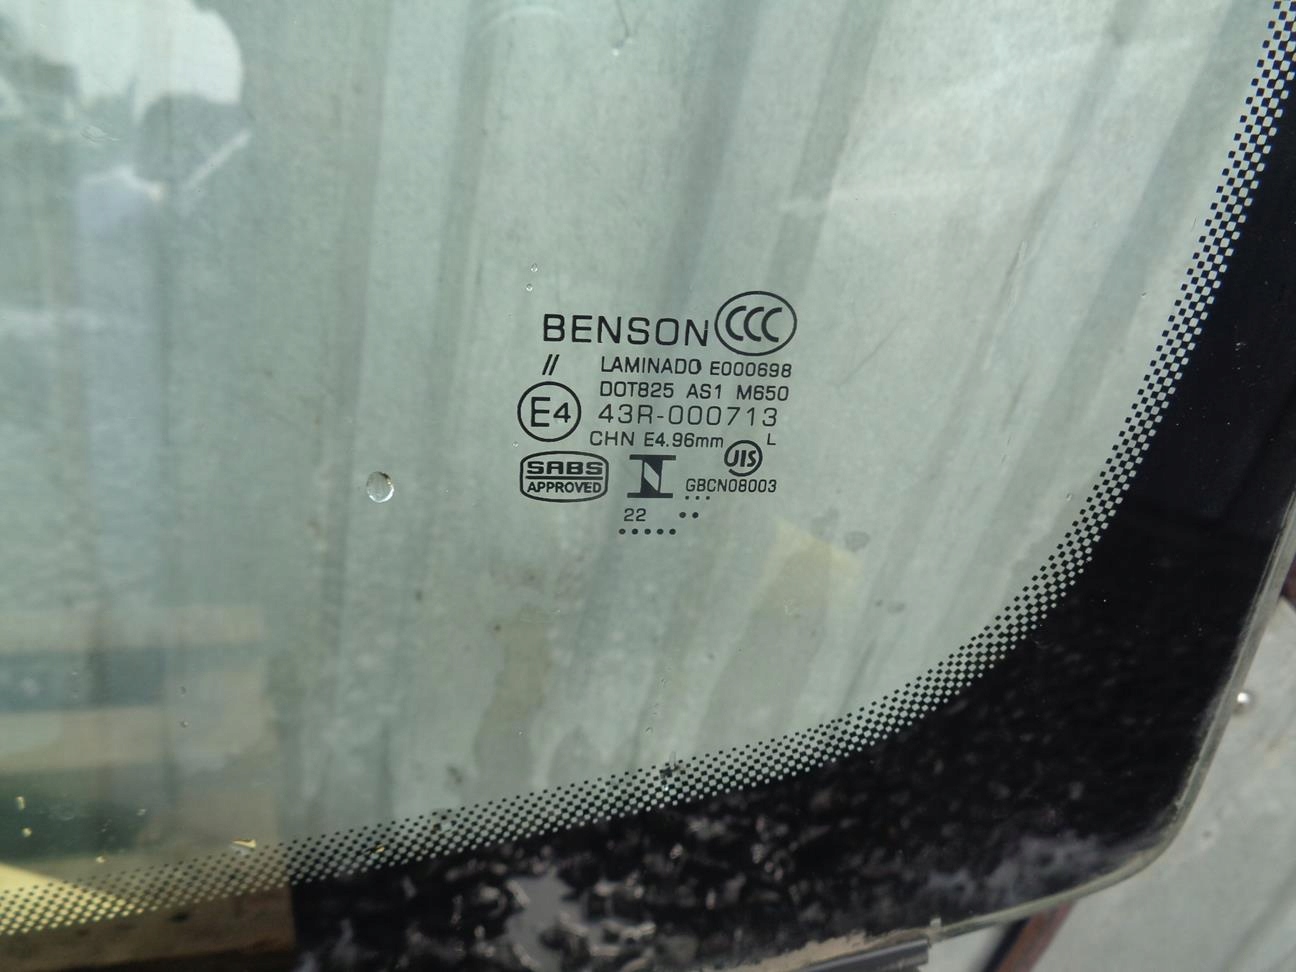 BENSON CCC
// LAMINADO E000698
DOT825 AS1 M650
E4 43R-000713
CHN E4.96mm L
SABS APPROVED N JIS
GBCN08003
22